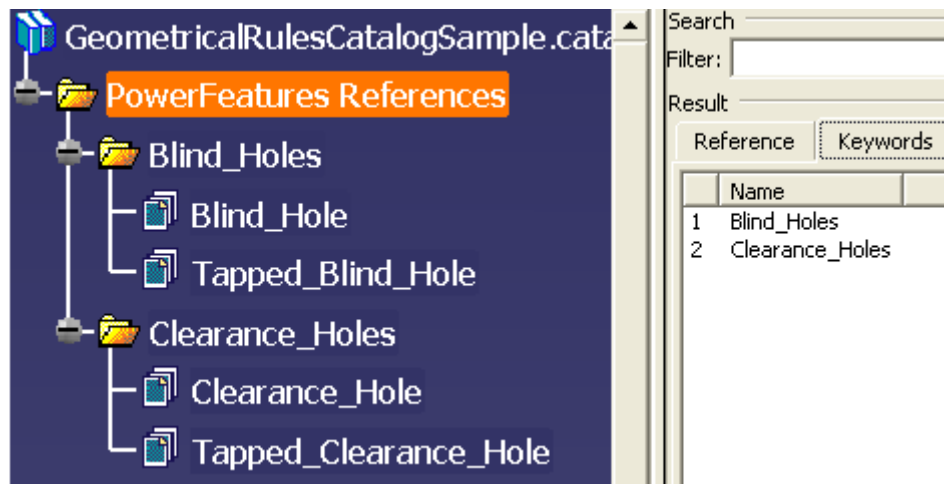 GeometricalRulesCatalogSample.cata
PowerFeatures References
Blind_Holes
Blind_Hole
Tapped_Blind_Hole
Clearance_Holes
Clearance_Hole
Tapped_Clearance_Hole
Search
Filter:
Result
Reference Keywords
Name
1 Blind_Holes
2 Clearance_Holes